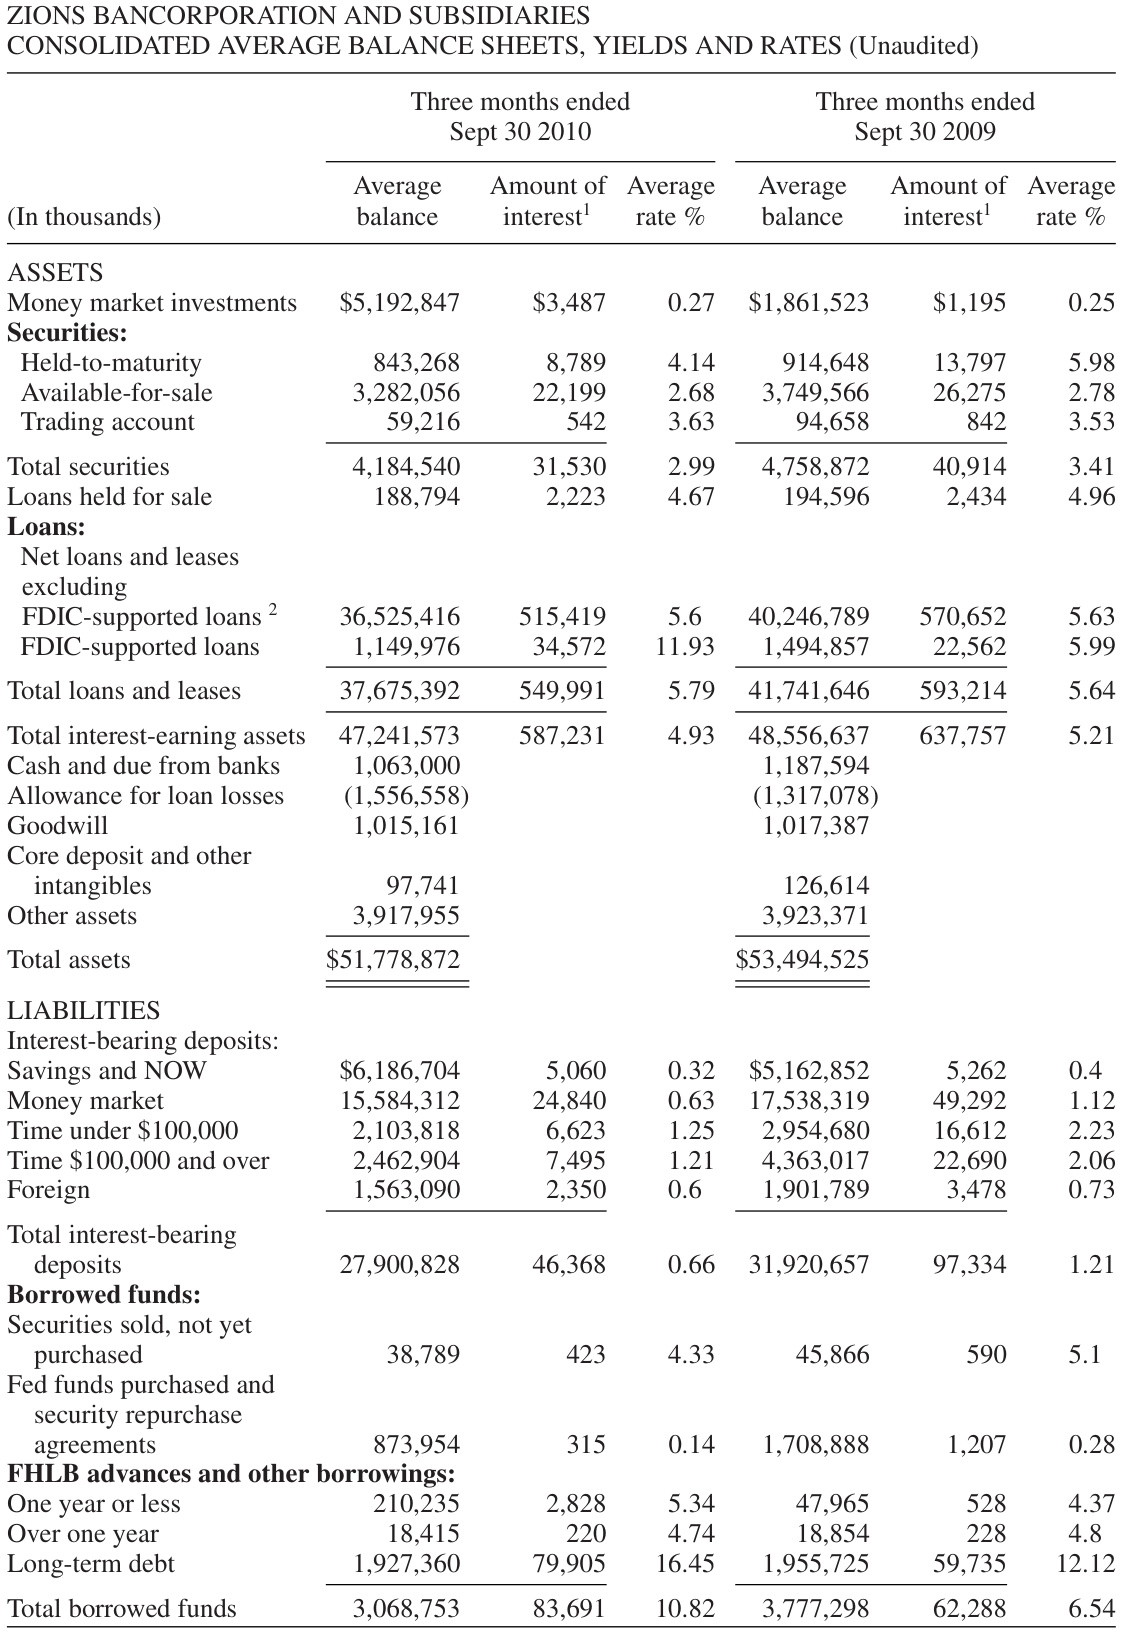 ZIONS BANCORPORATION AND SUBSIDIARIES
CONSOLIDATED AVERAGE BALANCE SHEETS, YIELDS AND RATES (Unaudited)
Three months ended Three months ended
Sept 30 2010 Sept 30 2009
Average Amount of Average Average Amount of Average
(In thousands) balance interest1 rate % balance interest1 rate %
ASSETS
Money market investments $5,192,847 $3,487 0.27 $1,861,523 $1,195 0.25
Securities:
Held-to-maturity 843,268 8,789 4.14 914,648 13,797 5.98
Available-for-sale 3,282,056 22,199 2.68 3,749,566 26,275 2.78
Trading account 59,216 542 3.63 94,658 842 3.53
Total securities 4,184,540 31,530 2.99 4,758,872 40,914 3.41
Loans held for sale 188,794 2,223 4.67 194,596 2,434 4.96
Loans:
Net loans and leases
excluding
FDIC-supported loans 2 36,525,416 515,419 5.6 40,246,789 570,652 5.63
FDIC-supported loans 1,149,976 34,572 11.93 1,494,857 22,562 5.99
Total loans and leases 37,675,392 549,991 5.79 41,741,646 593,214 5.64
Total interest-earning assets 47,241,573 587,231 4.93 48,556,637 637,757 5.21
Cash and due from banks 1,063,000 1,187,594
Allowance for loan losses (1,556,558) (1,317,078)
Goodwill 1,015,161 1,017,387
Core deposit and other
intangibles 97,741 126,614
Other assets 3,917,955 3,923,371
Total assets $51,778,872 $53,494,525
LIABILITIES
Interest-bearing deposits:
Savings and NOW $6,186,704 5,060 0.32 $5,162,852 5,262 0.4
Money market 15,584,312 24,840 0.63 17,538,319 49,292 1.12
Time under $100,000 2,103,818 6,623 1.25 2,954,680 16,612 2.23
Time $100,000 and over 2,462,904 7,495 1.21 4,363,017 22,690 2.06
Foreign 1,563,090 2,350 0.6 1,901,789 3,478 0.73
Total interest-bearing
deposits 27,900,828 46,368 0.66 31,920,657 97,334 1.21
Borrowed funds:
Securities sold, not yet
purchased 38,789 423 4.33 45,866 590 5.1
Fed funds purchased and
security repurchase
agreements 873,954 315 0.14 1,708,888 1,207 0.28
FHLB advances and other borrowings:
One year or less 210,235 2,828 5.34 47,965 528 4.37
Over one year 18,415 220 4.74 18,854 228 4.8
Long-term debt 1,927,360 79,905 16.45 1,955,725 59,735 12.12
Total borrowed funds 3,068,753 83,691 10.82 3,777,298 62,288 6.54